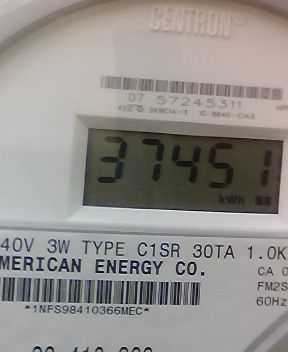 CENTRON®
07 57245311
37451
kWh
40V 3W TYPE C1SR 30TA 1.0K
MERICAN ENERGY CO.
CA 0
FM2S
60Hz
*1NFS98410366MEC*